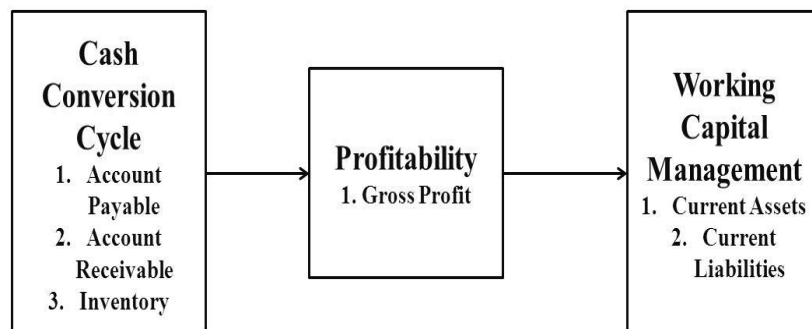 Cash
Conversion
Cycle
1. Account
Payable
2. Account
Receivable
3. Inventory
Profitability
1. Gross Profit
Working
Capital
Management
1. Current Assets
2. Current
Liabilities